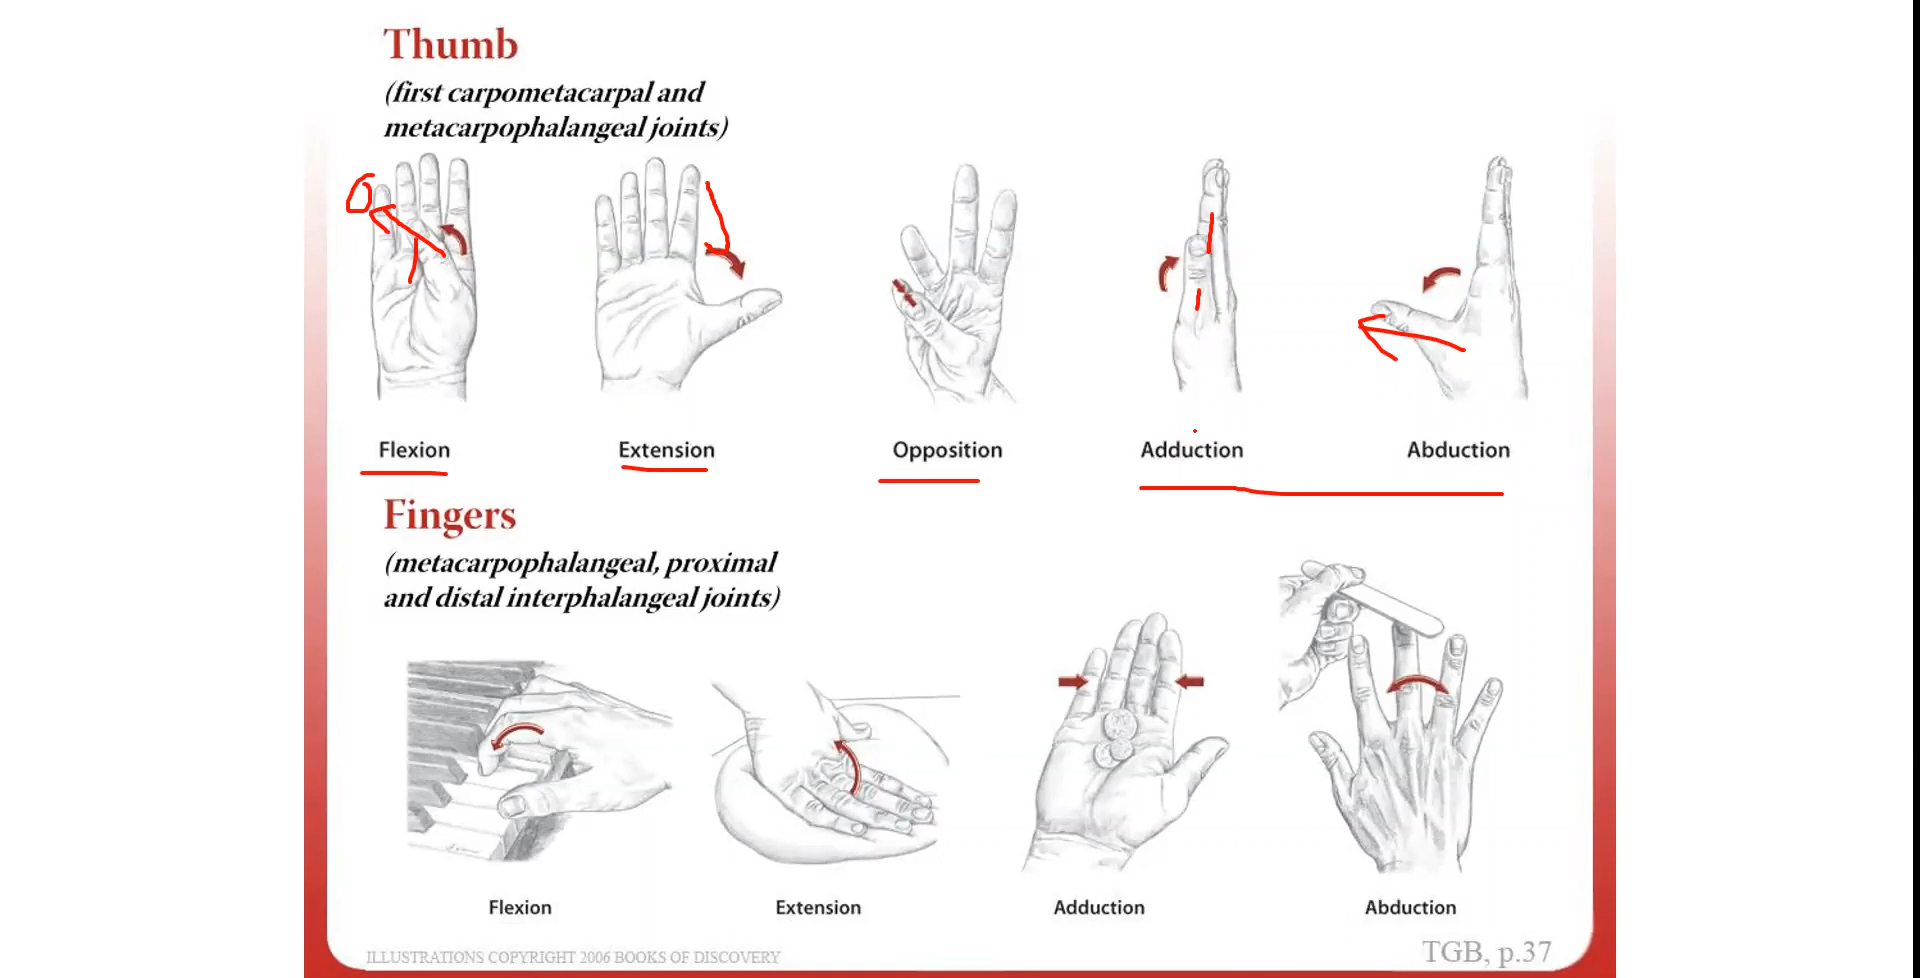 Thumb
(first carpometacarpal and
metacarpophalangeal joints)
Flexion
Extension
Opposition
Adduction
Abduction
Fingers
(metacarpophalangeal, proximal
and distal interphalangeal joints)
Flexion
Extension
Adduction
Abduction
ILLUSTRATIONS COPYRIGHT 2006 BOOKS OF DISCOVERY
TGB, p.37